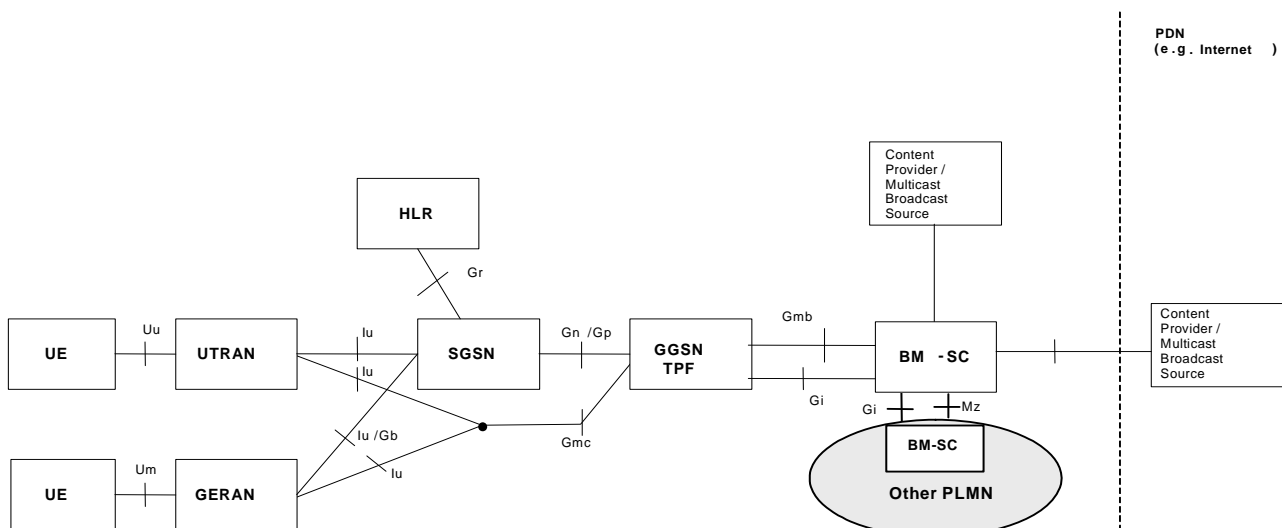 PDN
(e.g. Internet )
Content
Provider /
Multicast
Broadcast
Source
HLR
Gr
Uu
Iu
Gn /Gp
Gmb
Content
Provider /
Multicast
Broadcast
Source
UE
UTRAN
SGSN
GGSN
TPF
BM -SC
Iu
Gi
Gi
Mz
Iu /Gb
Gmc
BM-SC
Um
Iu
UE
GERAN
Other PLMN